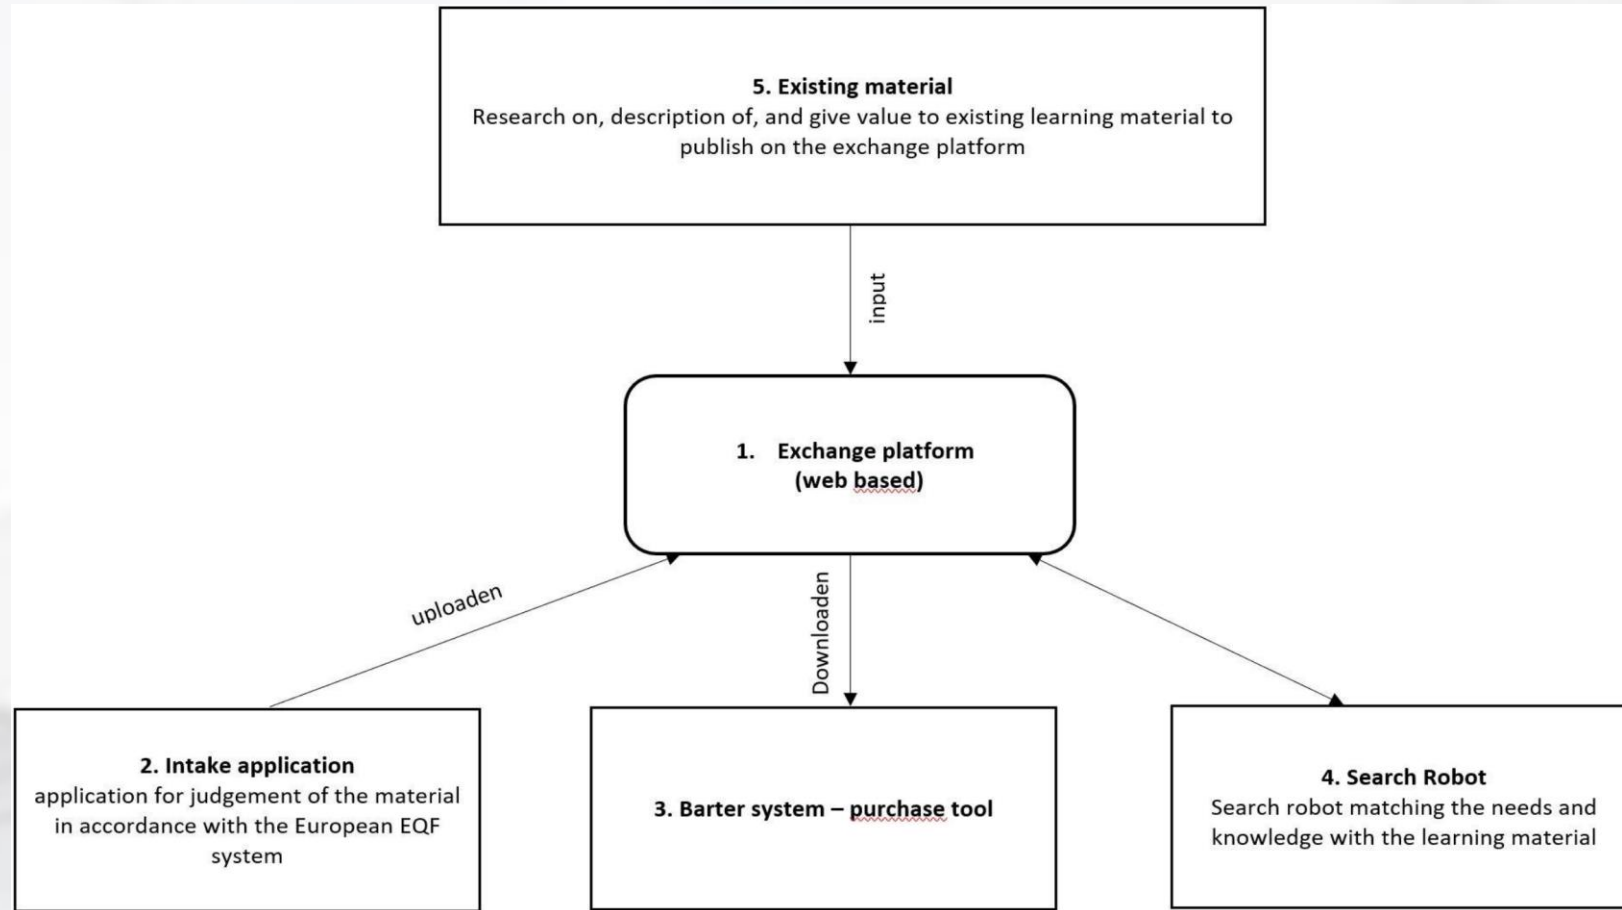 5. Existing material
Research on, description of, and give value to existing learning material to
publish on the exchange platform
input
1. Exchange platform
(web based)
uploaden
Downloaden
2. Intake application
application for judgement of the material
in accordance with the European EQF
system
3. Barter system – purchase tool
4. Search Robot
Search robot matching the needs and
knowledge with the learning material